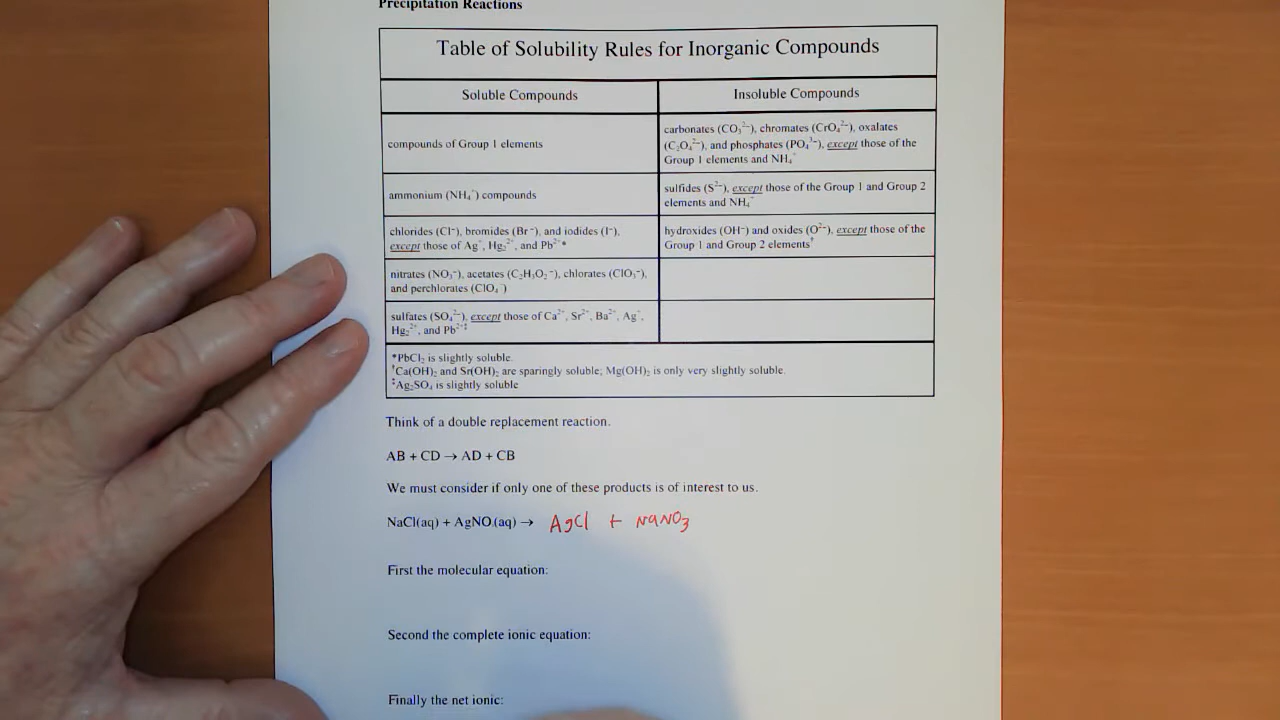 Precipitation Reactions
Table of Solubility Rules for Inorganic Compounds
Soluble Compounds
Insoluble Compounds
compounds of Group 1 elements
carbonates (CO₃²⁻), chromates (CrO₄²⁻), oxalates
(C₂O₄²⁻), and phosphates (PO₄³⁻), except those of the
Group 1 elements and NH₄⁺
ammonium (NH₄⁺) compounds
sulfides (S²⁻), except those of the Group 1 and Group 2
elements and NH₄⁺
chlorides (Cl⁻), bromides (Br⁻), and iodides (I⁻),
except those of Ag⁺, Hg₂²⁺, and Pb²⁺*
hydroxides (OH⁻) and oxides (O²⁻), except those of the
Group 1 and Group 2 elements†
nitrates (NO₃⁻), acetates (C₂H₃O₂⁻), chlorates (ClO₃⁻),
and perchlorates (ClO₄⁻)
sulfates (SO₄²⁻), except those of Ca²⁺, Sr²⁺, Ba²⁺, Ag⁺,
Hg₂²⁺, and Pb²⁺‡
*PbCl₂ is slightly soluble.
†Ca(OH)₂ and Sr(OH)₂ are sparingly soluble; Mg(OH)₂ is only very slightly soluble.
‡Ag₂SO₄ is slightly soluble
Think of a double replacement reaction.
AB + CD → AD + CB
We must consider if only one of these products is of interest to us.
NaCl(aq) + AgNO₃(aq) → AgCl + NaNO₃
First the molecular equation:
Second the complete ionic equation:
Finally the net ionic: